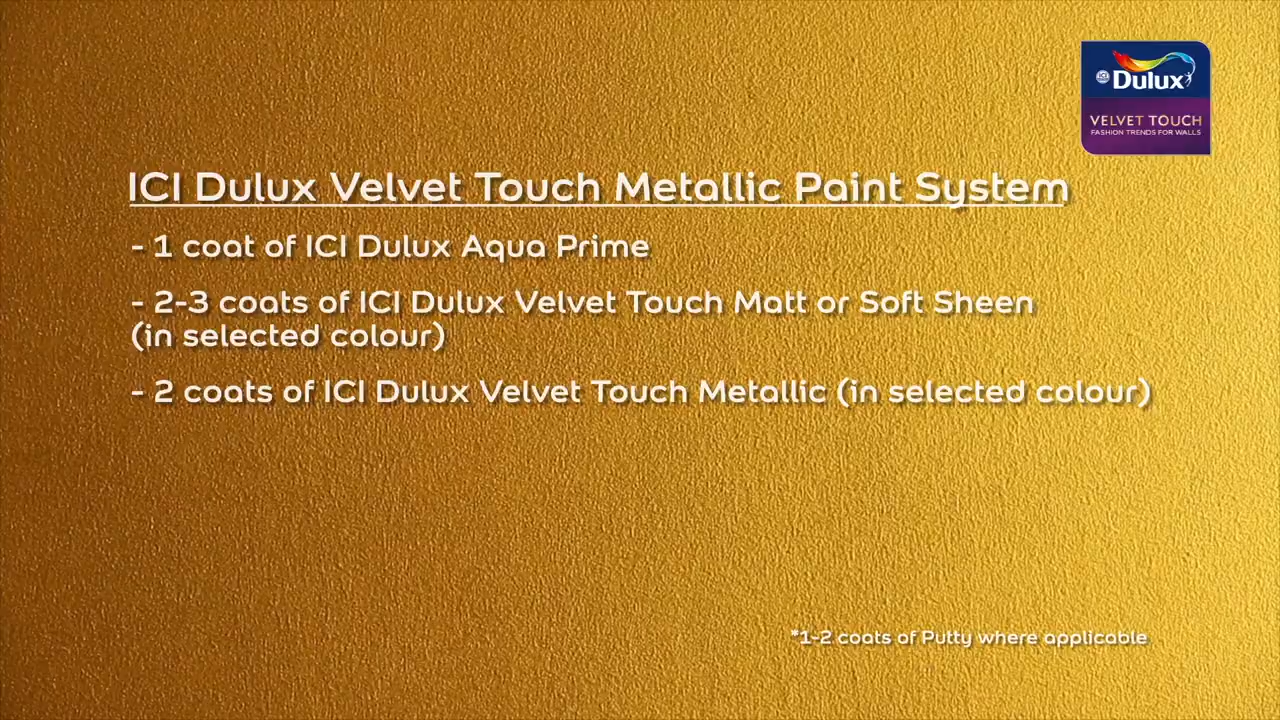 ICI
Dulux
VELVET TOUCH
FASHION TRENDS FOR WALLS
ICI Dulux Velvet Touch Metallic Paint System
- 1 coat of ICI Dulux Aqua Prime
- 2-3 coats of ICI Dulux Velvet Touch Matt or Soft Sheen
(in selected colour)
- 2 coats of ICI Dulux Velvet Touch Metallic (in selected colour)
*1-2 coats of Putty where applicable